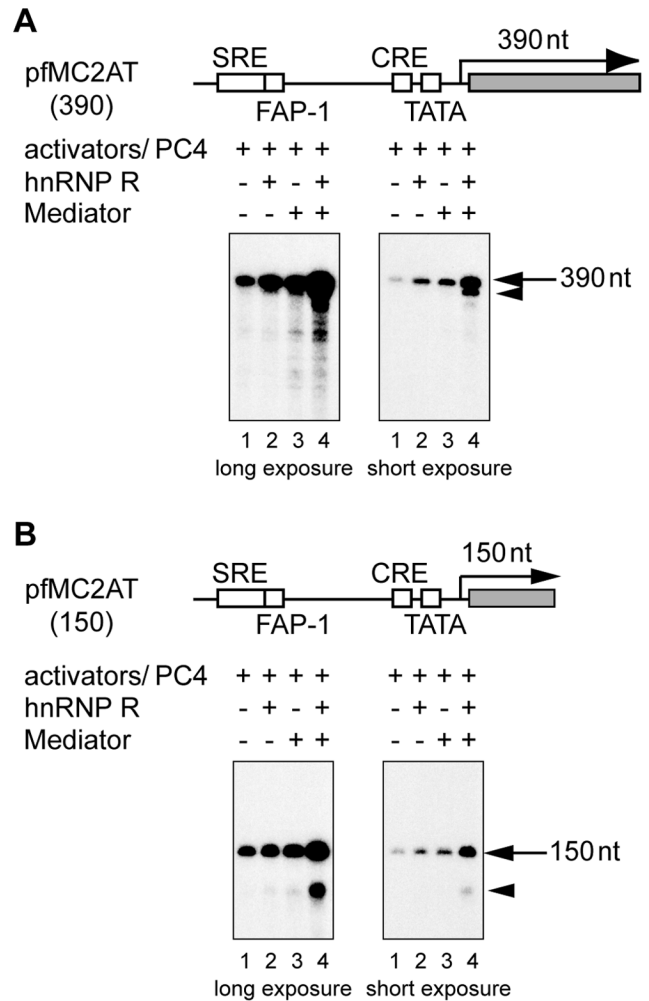 A
pfMC2AT
(390)
SRE CRE 390 nt
FAP-1 TATA
activators/ PC4 + + + + + + + +
hnRNP R - + - + - + - +
Mediator - - + + - - + +
390 nt
1 2 3 4 1 2 3 4
long exposure short exposure
B
pfMC2AT
(150)
SRE CRE 150 nt
FAP-1 TATA
activators/ PC4 + + + + + + + +
hnRNP R - + - + - + - +
Mediator - - + + - - + +
150 nt
1 2 3 4 1 2 3 4
long exposure short exposure